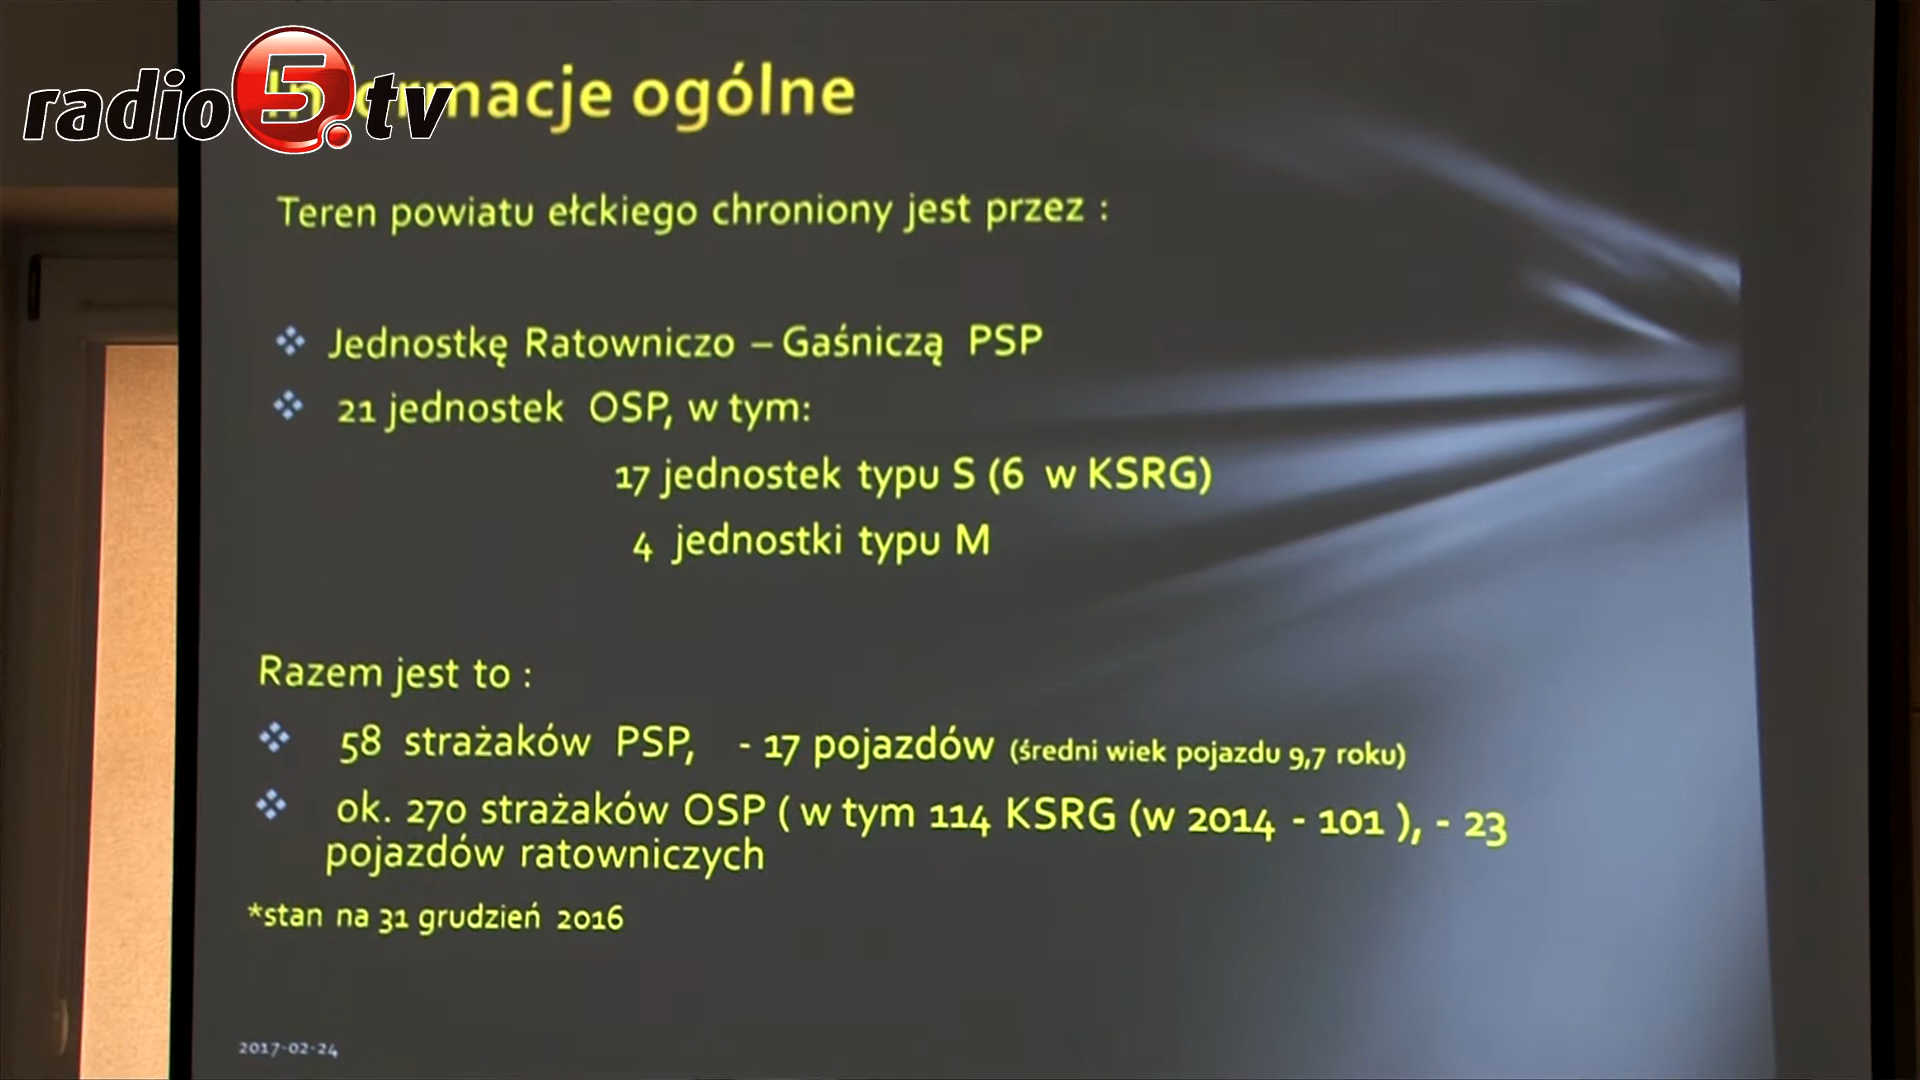 radio 5.tv
Informacje ogólne
Teren powiatu ełckiego chroniony jest przez :
Jednostkę Ratowniczo – Gaśniczą PSP
21 jednostek OSP, w tym:
17 jednostek typu S (6 w KSRG)
4 jednostki typu M
Razem jest to :
58 strażaków PSP, - 17 pojazdów (średni wiek pojazdu 9,7 roku)
ok. 270 strażaków OSP ( w tym 114 KSRG (w 2014 - 101 ), - 23
pojazdów ratowniczych
*stan na 31 grudzień 2016
2017-02-24